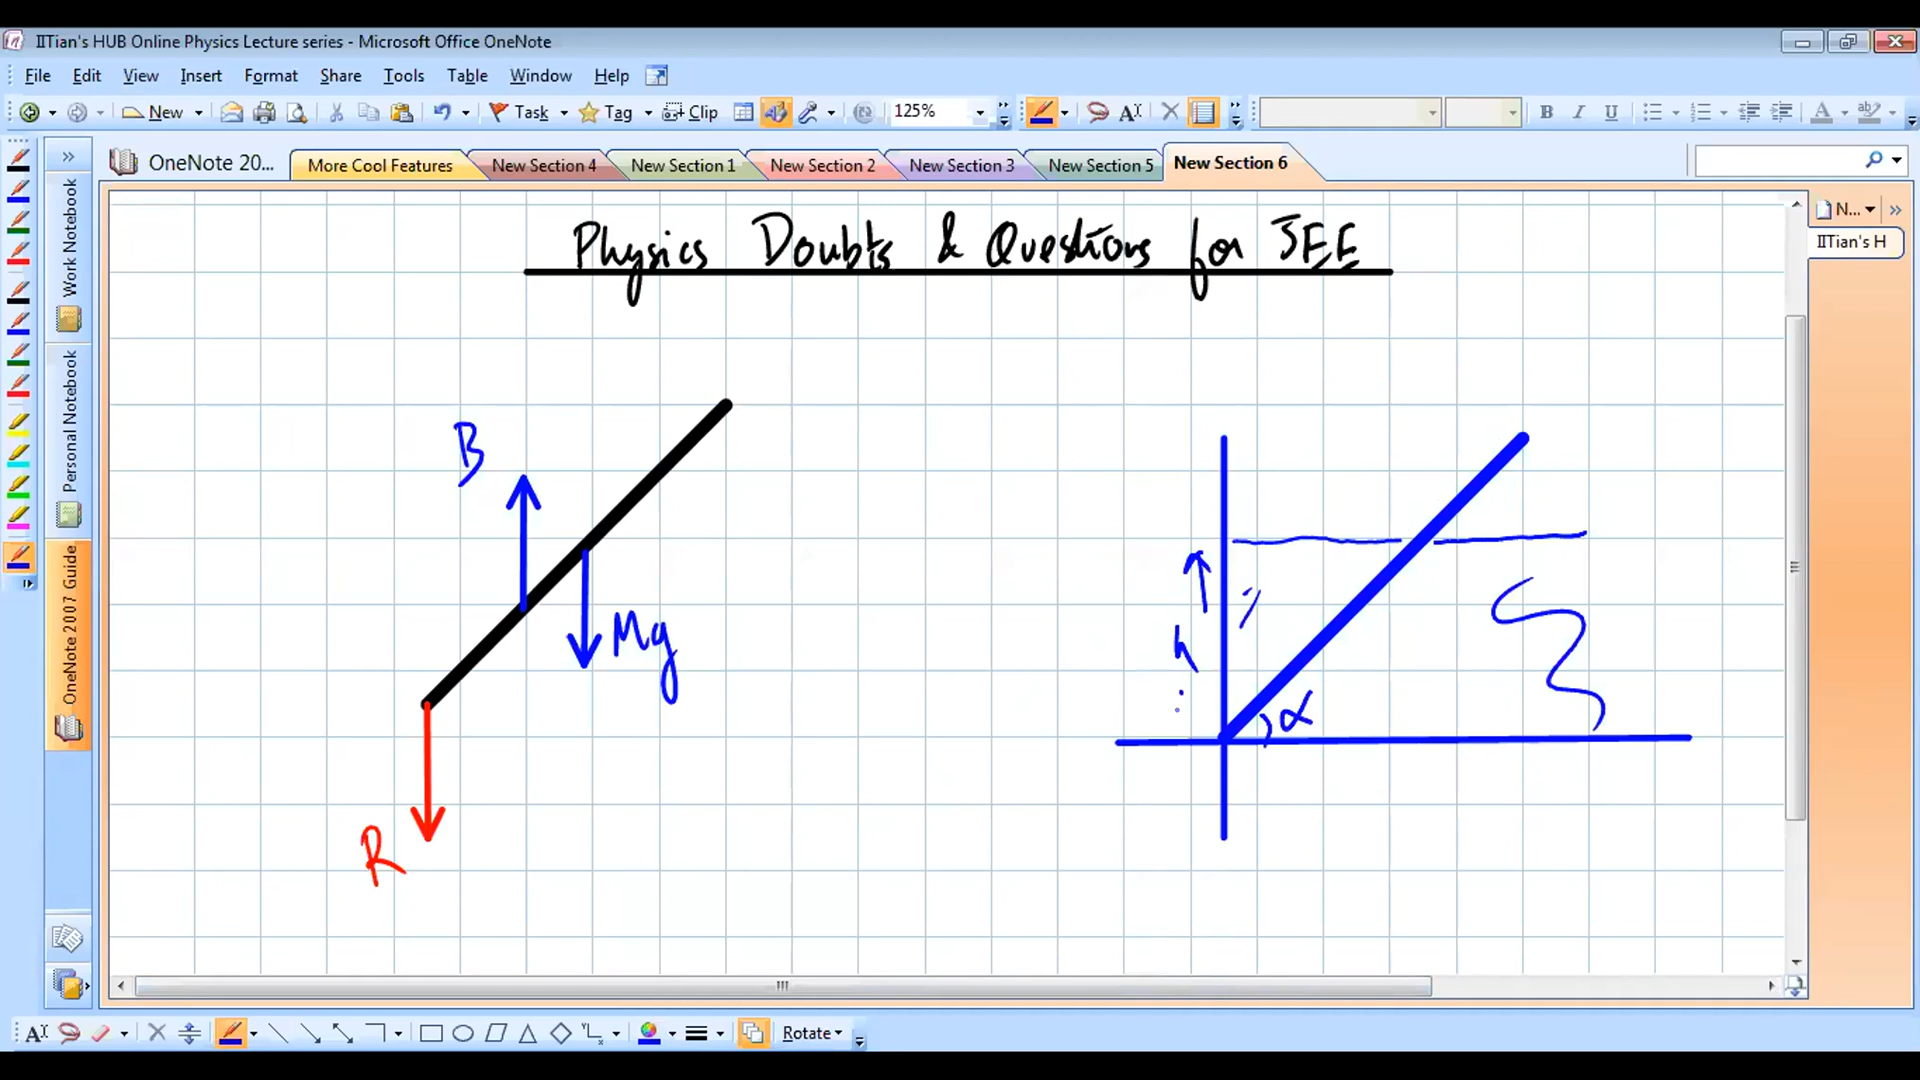 IITian's HUB Online Physics Lecture series - Microsoft Office OneNote
File Edit View Insert Format Share Tools Table Window Help
New Task Tag Clip 125% B I U A ab
OneNote 20... More Cool Features New Section 4 New Section 1 New Section 2 New Section 3 New Section 5 New Section 6
N...
IITian's H
Work Notebook
Personal Notebook
OneNote 2007 Guide
Physics Doubts & Questions for JEE
B
Mg
R
h
α
Rotate